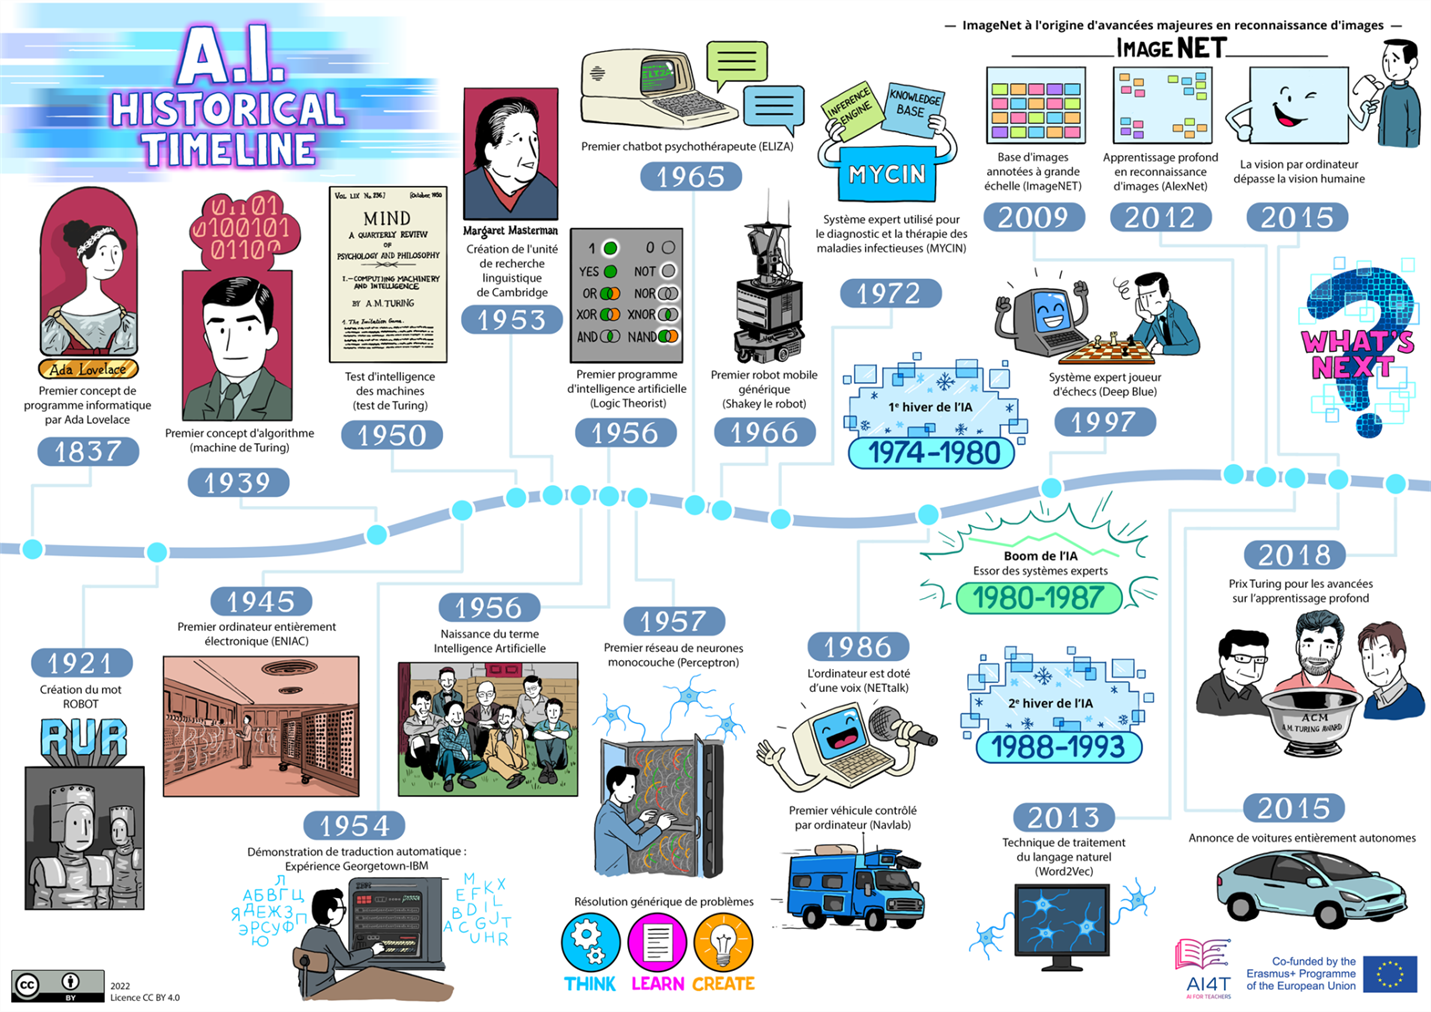 A.I.
HISTORICAL
TIMELINE
— ImageNet à l'origine d'avancées majeures en reconnaissance d'images —
IMAGENET
Base d'images
annotées à grande
échelle (ImageNET)
2009
Apprentissage profond
en reconnaissance
d'images (AlexNet)
2012
La vision par ordinateur
dépasse la vision humaine
2015
ELIZA
Premier chatbot psychothérapeute (ELIZA)
1965
INFERENCE
ENGINE
KNOWLEDGE
BASE
MYCIN
Système expert utilisé pour
le diagnostic et la thérapie des
maladies infectieuses (MYCIN)
1972
Ada Lovelace
Premier concept de
programme informatique
par Ada Lovelace
1837
01101
0100101
01100
Premier concept d'algorithme
(machine de Turing)
1939
VOL. LIX No. 236.]
[October, 1950
MIND
A QUARTERLY REVIEW
OF
PSYCHOLOGY AND PHILOSOPHY
I.—COMPUTING MACHINERY
AND INTELLIGENCE
BY A.M. TURING
1. The Imitation Game.
Test d'intelligence
des machines
(test de Turing)
1950
Margaret Masterman
Création de l'unité
de recherche
linguistique
de Cambridge
1953
1 0
YES NOT
OR NOR
XOR XNOR
AND NAND
Premier programme
d'intelligence artificielle
(Logic Theorist)
1956
Premier robot mobile
générique
(Shakey le robot)
1966
1e hiver de l'IA
1974-1980
Système expert joueur
d'échecs (Deep Blue)
1997
WHAT'S
NEXT
1921
Création du mot
ROBOT
RUR
1945
Premier ordinateur entièrement
électronique (ENIAC)
1954
Démonstration de traduction automatique :
Expérience Georgetown-IBM
Л
АБВГЦ
ЯДЕЖЗП
ЭРСУФ
Ю
IBM
M
EFKX
BDIL
ACGJT
UHR
1956
Naissance du terme
Intelligence Artificielle
1957
Premier réseau de neurones
monocouche (Perceptron)
Résolution générique de problèmes
THINK LEARN CREATE
1986
L'ordinateur est doté
d'une voix (NETtalk)
Premier véhicule contrôlé
par ordinateur (Navlab)
Boom de l'IA
Essor des systèmes experts
1980-1987
2e hiver de l'IA
1988-1993
2013
Technique de traitement
du langage naturel
(Word2Vec)
2018
Prix Turing pour les avancées
sur l'apprentissage profond
ACM
A.M. TURING AWARD
2015
Annonce de voitures entièrement autonomes
cc
BY
2022
Licence CC BY 4.0
AI4T
AI FOR TEACHERS
Co-funded by the
Erasmus+ Programme
of the European Union